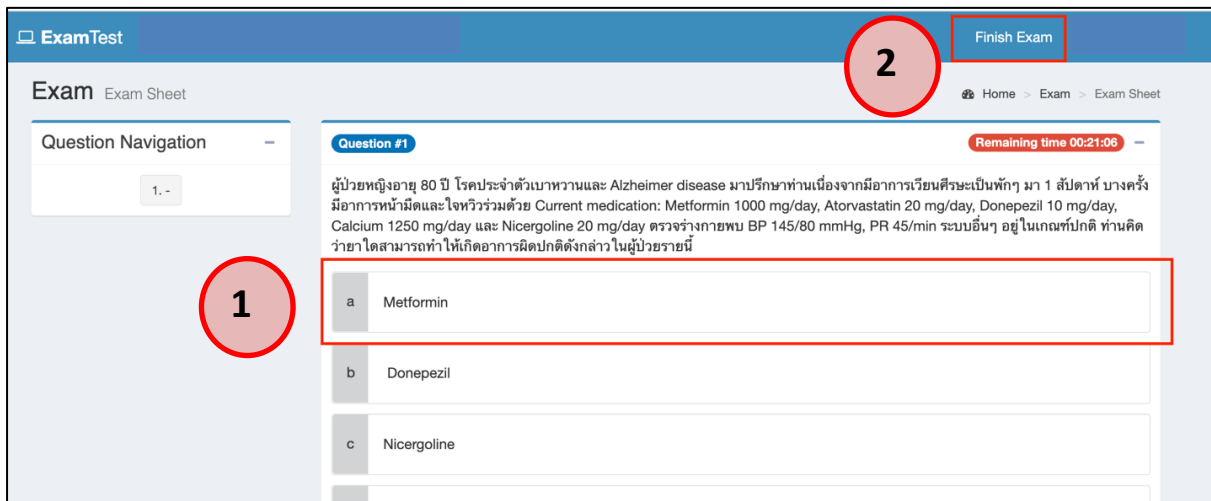 ExamTest
Finish Exam
2
Exam Exam Sheet
Home > Exam > Exam Sheet
Question Navigation
1. -
Question #1
Remaining time 00:21:06
ผู้ป่วยหญิงอายุ 80 ปี โรคประจำตัวเบาหวานและ Alzheimer disease มาปรึกษาท่านเนื่องจากมีอาการเวียนศีรษะเป็นพักๆ มา 1 สัปดาห์ บางครั้ง
มีอาการหน้ามืดและใจหวิวร่วมด้วย Current medication: Metformin 1000 mg/day, Atorvastatin 20 mg/day, Donepezil 10 mg/day,
Calcium 1250 mg/day และ Nicergoline 20 mg/day ตรวจร่างกายพบ BP 145/80 mmHg, PR 45/min ระบบอื่นๆ อยู่ในเกณฑ์ปกติ ท่านคิด
ว่ายาใดสามารถทำให้เกิดอาการผิดปกติดังกล่าวในผู้ป่วยรายนี้
1
a Metformin
b Donepezil
c Nicergoline